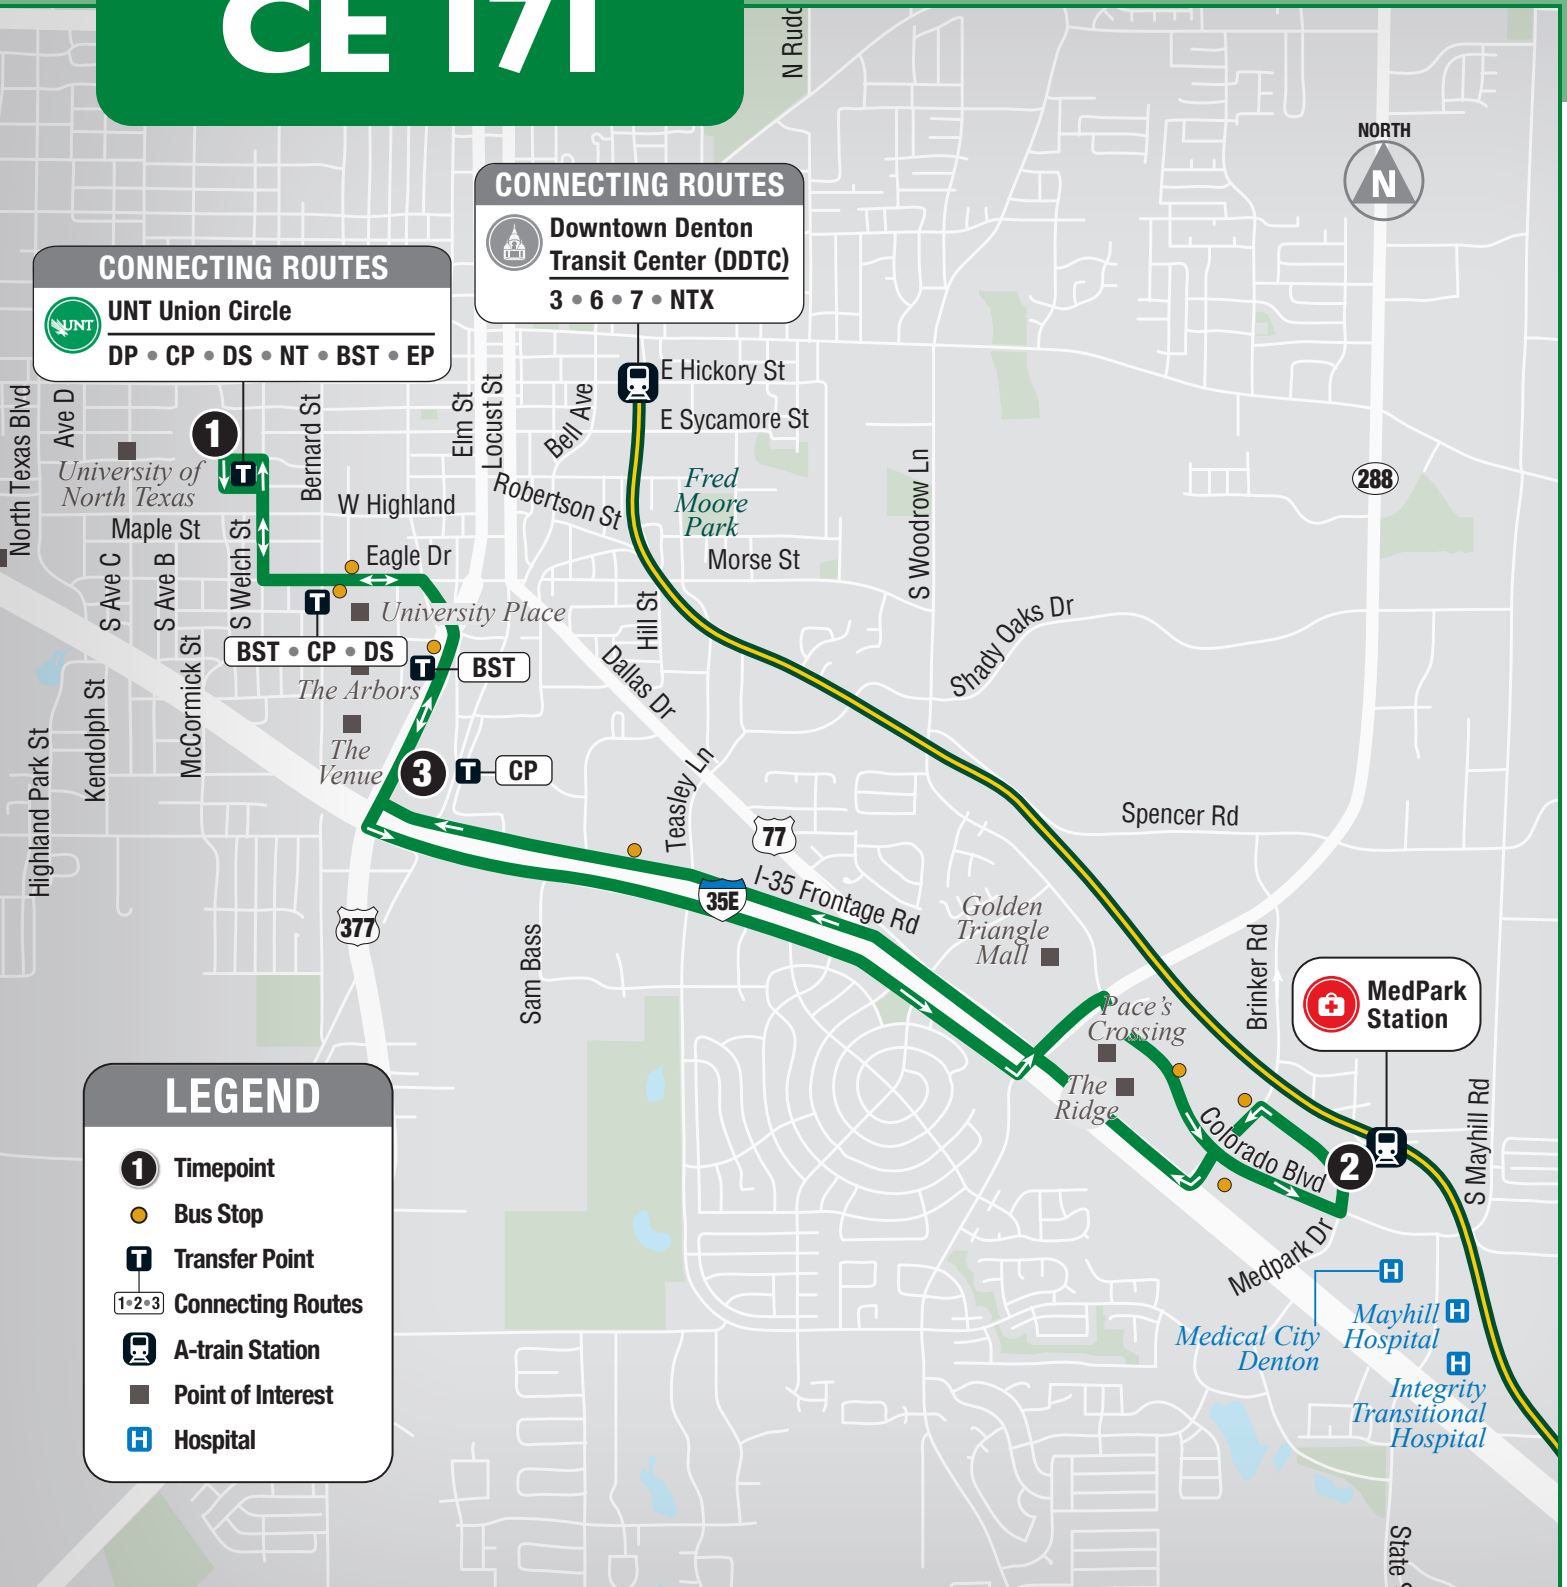 CE 171
N Rudd
NORTH
N
CONNECTING ROUTES
Downtown Denton
Transit Center (DDTC)
3 • 6 • 7 • NTX
CONNECTING ROUTES
UNT
UNT Union Circle
DP • CP • DS • NT • BST • EP
E Hickory St
E Sycamore St
North Texas Blvd
Ave D
1
T
University of
North Texas
Bernard St
Elm St
Locust St
Bell Ave
Robertson St
Fred
Moore
Park
S Woodrow Ln
288
Maple St
W Highland
Morse St
Eagle Dr
S Ave C
S Ave B
S Welch St
T
University Place
Hill St
Shady Oaks Dr
BST • CP • DS
T
BST
The Arbors
Dallas Dr
McCormick St
Kendolph St
Highland Park St
The
Venue
3
T
CP
Teasley Ln
77
Spencer Rd
35E
I-35 Frontage Rd
377
Sam Bass
Golden
Triangle
Mall
Brinker Rd
MedPark
Station
Pace's
Crossing
The
Ridge
Colorado Blvd
2
S Mayhill Rd
Medpark Dr
H
Medical City
Denton
Mayhill
Hospital
H
H
Integrity
Transitional
Hospital
State
LEGEND
1 Timepoint
Bus Stop
T Transfer Point
1•2•3 Connecting Routes
A-train Station
Point of Interest
H Hospital